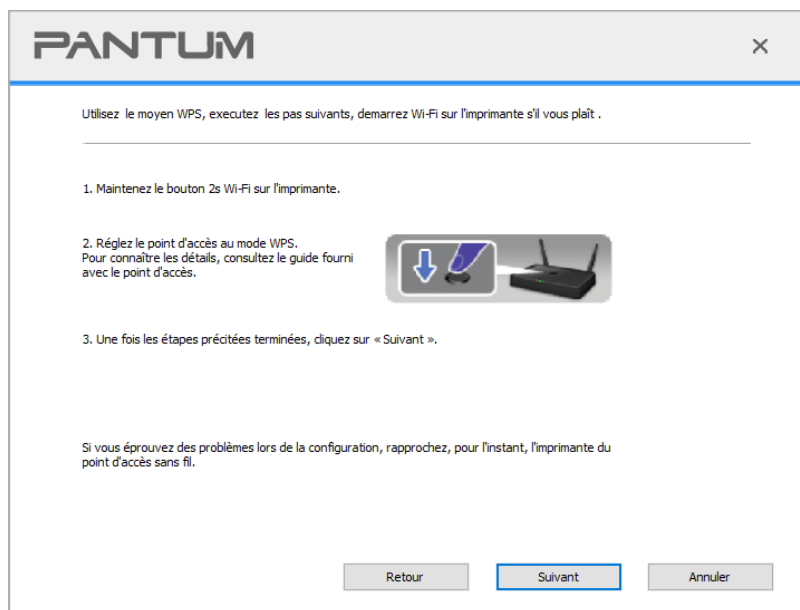 PANTUM
Utilisez le moyen WPS, executez les pas suivants, demarrez Wi-Fi sur l'imprimante s'il vous plaît .
1. Maintenez le bouton 2s Wi-Fi sur l'imprimante.
2. Réglez le point d'accès au mode WPS.
Pour connaître les détails, consultez le guide fourni
avec le point d'accès.
3. Une fois les étapes précitées terminées, cliquez sur « Suivant ».
Si vous éprouvez des problèmes lors de la configuration, rapprochez, pour l'instant, l'imprimante du
point d'accès sans fil.
Retour
Suivant
Annuler